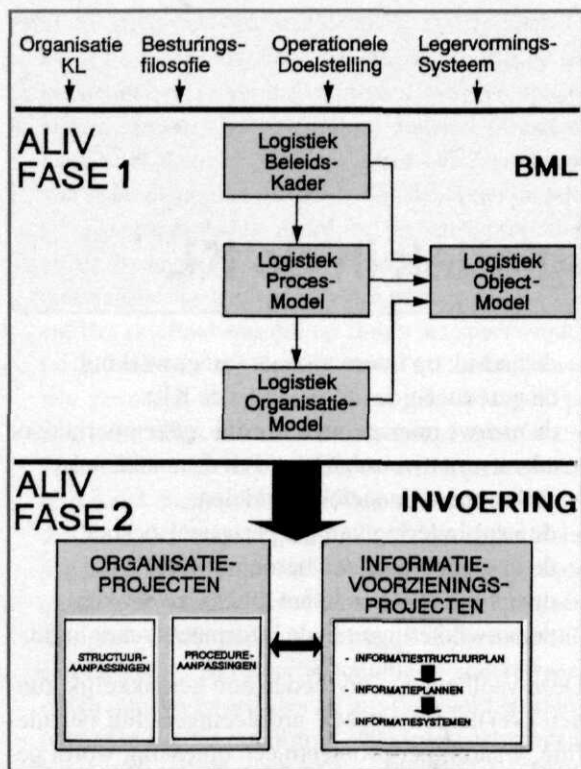 Organisatie Besturings- Operationele Legervormings-
KL filosofie Doelstelling Systeem
ALIV
FASE 1
BML
Logistiek
Beleids-
Kader
Logistiek
Proces-
Model
Logistiek
Object-
Model
Logistiek
Organisatie-
Model
ALIV
FASE 2
INVOERING
ORGANISATIE-
PROJECTEN
STRUCTUUR-
AANPASSINGEN
PROCEDURE-
AANPASSINGEN
INFORMATIE-
VOORZIENINGS-
PROJECTEN
- INFORMATIESTRUCTUURPLAN
- INFORMATIEPLANNEN
- INFORMATIESYSTEMEN